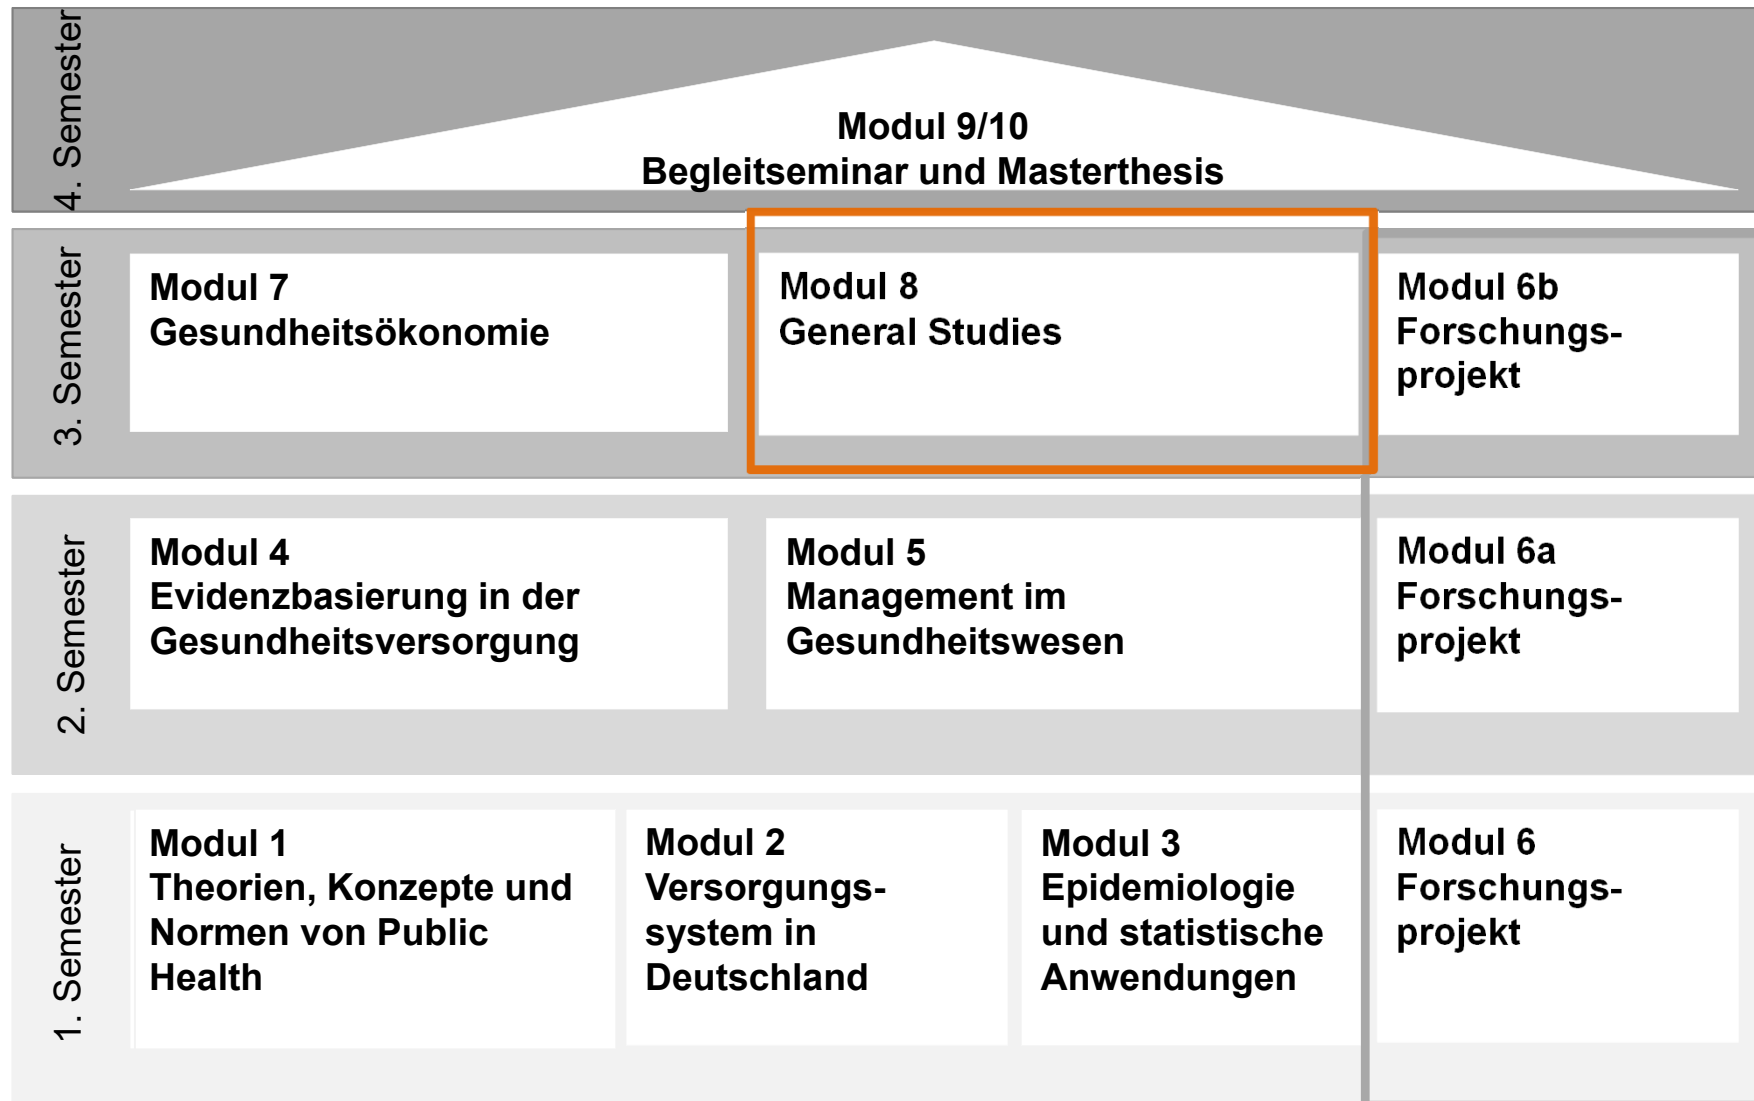 4. Semester
Modul 9/10
Begleitseminar und Masterthesis
3. Semester
Modul 7
Gesundheitsökonomie
Modul 8
General Studies
Modul 6b
Forschungs-
projekt
2. Semester
Modul 4
Evidenzbasierung in der
Gesundheitsversorgung
Modul 5
Management im
Gesundheitswesen
Modul 6a
Forschungs-
projekt
1. Semester
Modul 1
Theorien, Konzepte und
Normen von Public
Health
Modul 2
Versorgungs-
system in
Deutschland
Modul 3
Epidemiologie
und statistische
Anwendungen
Modul 6
Forschungs-
projekt